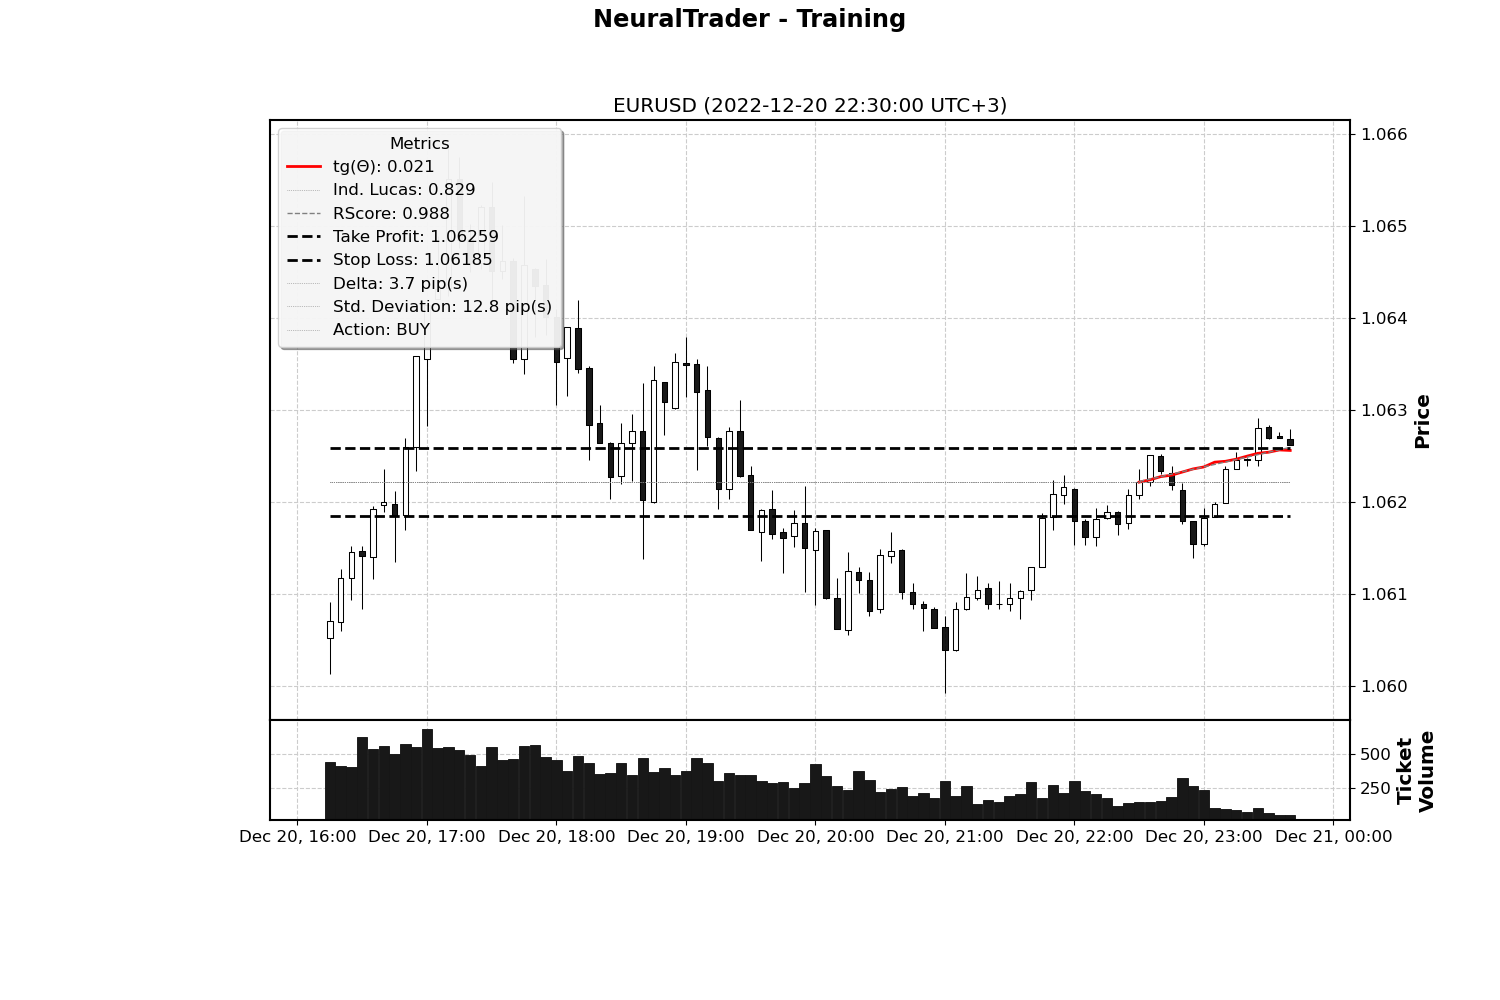 NeuralTrader - Training
EURUSD (2022-12-20 22:30:00 UTC+3)
Metrics
tg(Θ): 0.021
Ind. Lucas: 0.829
RScore: 0.988
Take Profit: 1.06259
Stop Loss: 1.06185
Delta: 3.7 pip(s)
Std. Deviation: 12.8 pip(s)
Action: BUY
1.066
1.065
1.064
1.063
1.062
1.061
1.060
Price
500
250
Ticket
Volume
Dec 20, 16:00
Dec 20, 17:00
Dec 20, 18:00
Dec 20, 19:00
Dec 20, 20:00
Dec 20, 21:00
Dec 20, 22:00
Dec 20, 23:00
Dec 21, 00:00